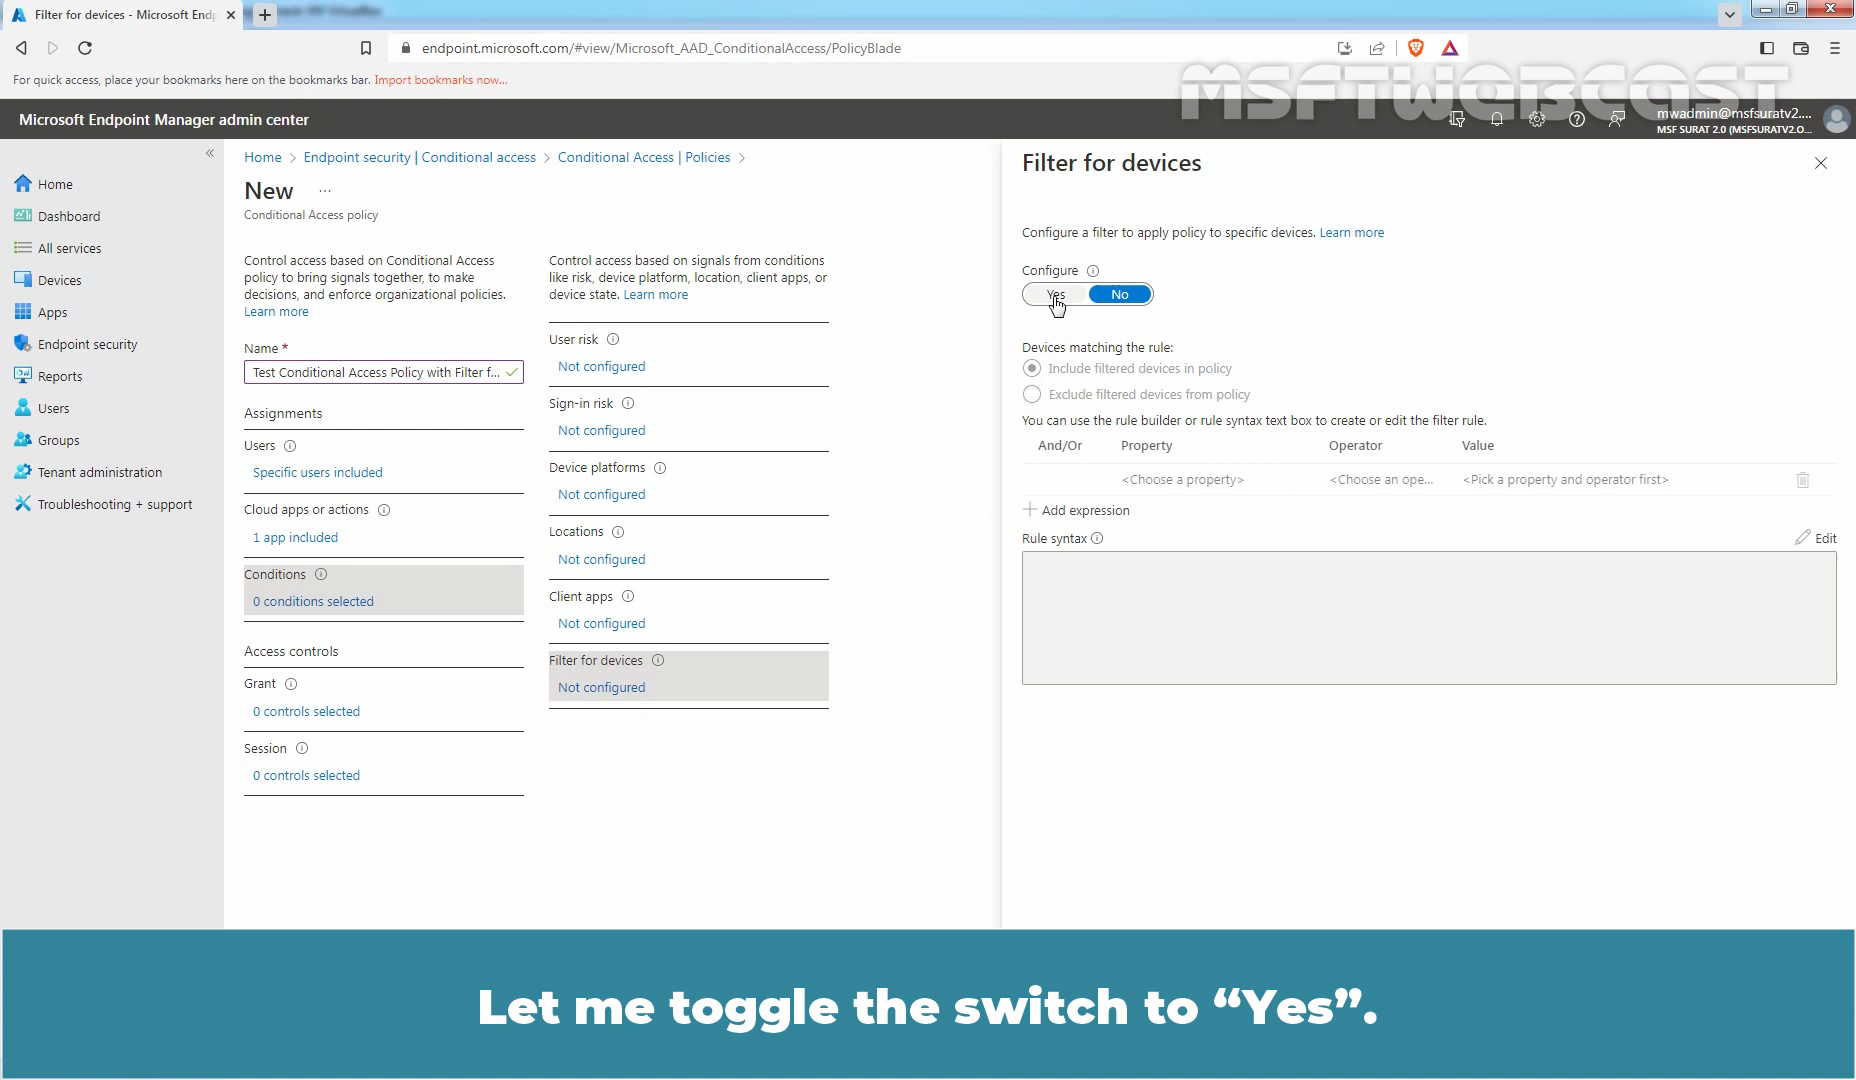 Filter for devices - Microsoft Endp
endpoint.microsoft.com/#view/Microsoft_AAD_ConditionalAccess/PolicyBlade
For quick access, place your bookmarks here on the bookmarks bar. Import bookmarks now...
MSFTWEBCAST
Microsoft Endpoint Manager admin center
mwadmin@msfsuratv2....
MSF SURAT 2.0 (MSFSURATV2.O...
Home
Dashboard
All services
Devices
Apps
Endpoint security
Reports
Users
Groups
Tenant administration
Troubleshooting + support
Home > Endpoint security | Conditional access > Conditional Access | Policies >
New ...
Conditional Access policy
Control access based on Conditional Access
policy to bring signals together, to make
decisions, and enforce organizational policies.
Learn more
Name *
Test Conditional Access Policy with Filter f...
Assignments
Users
Specific users included
Cloud apps or actions
1 app included
Conditions
0 conditions selected
Access controls
Grant
0 controls selected
Session
0 controls selected
Control access based on signals from conditions
like risk, device platform, location, client apps, or
device state. Learn more
User risk
Not configured
Sign-in risk
Not configured
Device platforms
Not configured
Locations
Not configured
Client apps
Not configured
Filter for devices
Not configured
Filter for devices
Configure a filter to apply policy to specific devices. Learn more
Configure
Yes No
Devices matching the rule:
Include filtered devices in policy
Exclude filtered devices from policy
You can use the rule builder or rule syntax text box to create or edit the filter rule.
And/Or Property Operator Value
<Choose a property> <Choose an ope... <Pick a property and operator first>
+ Add expression
Rule syntax Edit
Let me toggle the switch to “Yes”.